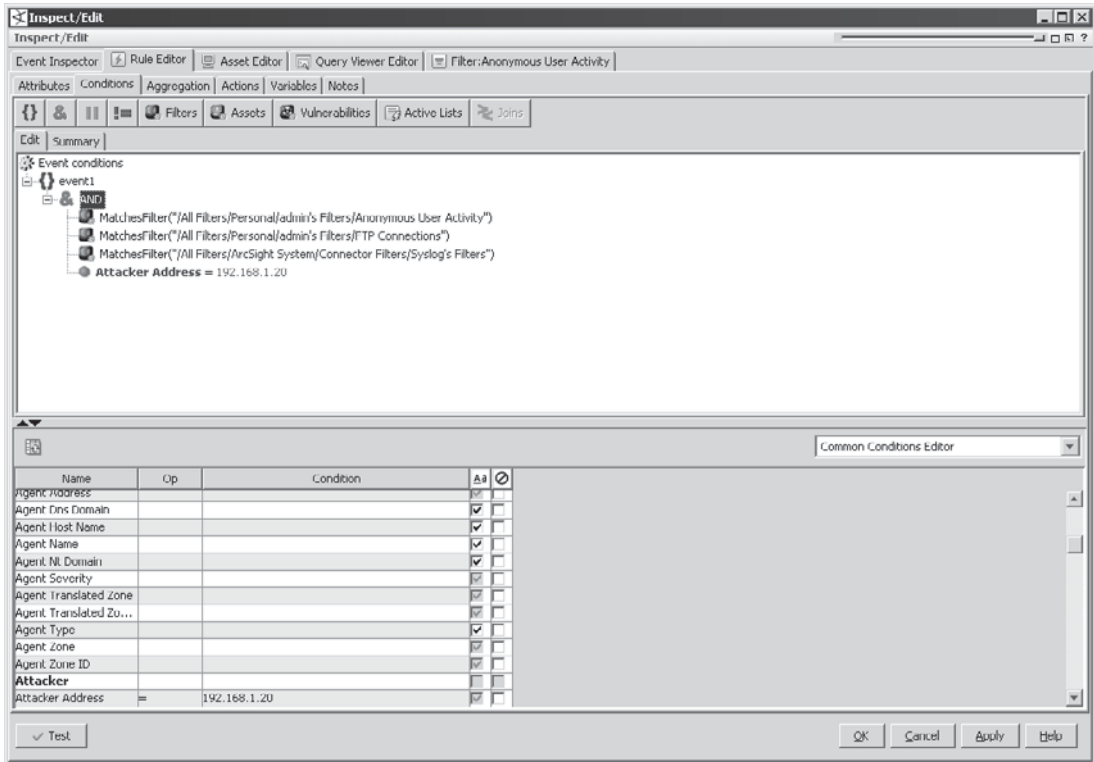 Inspect/Edit
Inspect/Edit ?
Event Inspector Rule Editor Asset Editor Query Viewer Editor Filter:Anonymous User Activity
Attributes Conditions Aggregation Actions Variables Notes
{} & || != Filters Assets Vulnerabilities Active Lists Joins
Edit Summary
Event conditions
{} event1
& AND
MatchesFilter("/All Filters/Personal/admin's Filters/Anonymous User Activity")
MatchesFilter("/All Filters/Personal/admin's Filters/FTP Connections")
MatchesFilter("/All Filters/ArcSight System/Connector Filters/Syslog's Filters")
Attacker Address = 192.168.1.20
Common Conditions Editor
Name Op Condition Aa
Agent Address
Agent Dns Domain
Agent Host Name
Agent Name
Agent Nt Domain
Agent Severity
Agent Translated Zone
Agent Translated Zo...
Agent Type
Agent Zone
Agent Zone ID
Attacker
Attacker Address = 192.168.1.20
Test OK Cancel Apply Help